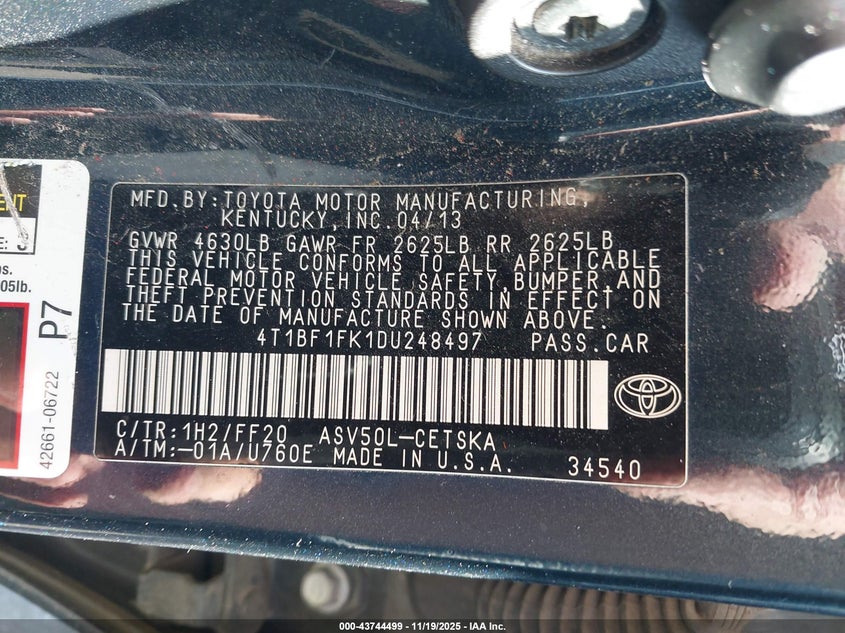 MFD.BY:TOYOTA MOTOR MANUFACTURING,
KENTUCKY,INC.04/13
GVWR 4630LB GAWR FR 2625LB RR 2625LB
THIS VEHICLE CONFORMS TO ALL APPLICABLE
FEDERAL MOTOR VEHICLE SAFETY,BUMPER,AND
THEFT PREVENTION STANDARDS IN EFFECT ON
THE DATE OF MANUFACTURE SHOWN ABOVE.
4T1BF1FK1DU248497 PASS.CAR
C/TR:1H2/FF20 ASV50L-CETSKA
A/TM:-01A/U760E MADE IN U.S.A. 34540
05lb.
P7
42661-06722
000-43744499 - 11/19/2025 - IAA Inc.